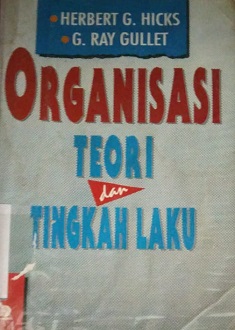 • HERBERT G. HICKS
• G. RAY GULLET
ORGANISASI
TEORI
dan
TINGKAH LAKU